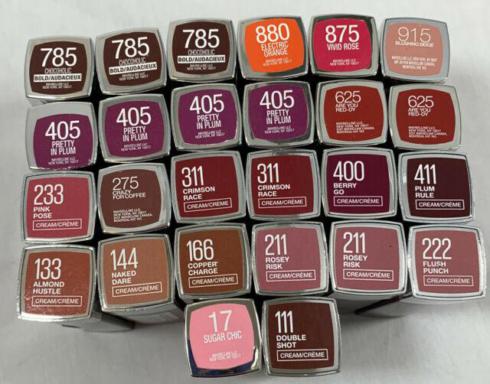 785
CHOCOHOLIC
BOLD/AUDACIEUX
785
CHOCOHOLIC
BOLD/AUDACIEUX
785
CHOCOHOLIC
BOLD/AUDACIEUX
880
ELECTRIC
ORANGE
875
VIVID ROSE
915
BLUSHING BEIGE
405
PRETTY
IN PLUM
405
PRETTY
IN PLUM
405
PRETTY
IN PLUM
405
PRETTY
IN PLUM
625
ARE YOU
RED-DY
625
ARE YOU
RED-DY
233
PINK
POSE
CREAM/CRÈME
275
CRAZY
FOR COFFEE
311
CRIMSON
RACE
CREAM/CRÈME
311
CRIMSON
RACE
CREAM/CRÈME
400
BERRY
GO
CREAM/CRÈME
411
PLUM
RULE
CREAM/CRÈME
133
ALMOND
HUSTLE
CREAM/CRÈME
144
NAKED
DARE
CREAM/CRÈME
166
COPPER
CHARGE
CREAM/CRÈME
211
ROSEY
RISK
CREAM/CRÈME
211
ROSEY
RISK
CREAM/CRÈME
222
FLUSH
PUNCH
CREAM/CRÈME
17
SUGAR CHIC
111
DOUBLE
SHOT
CREAM/CRÈME